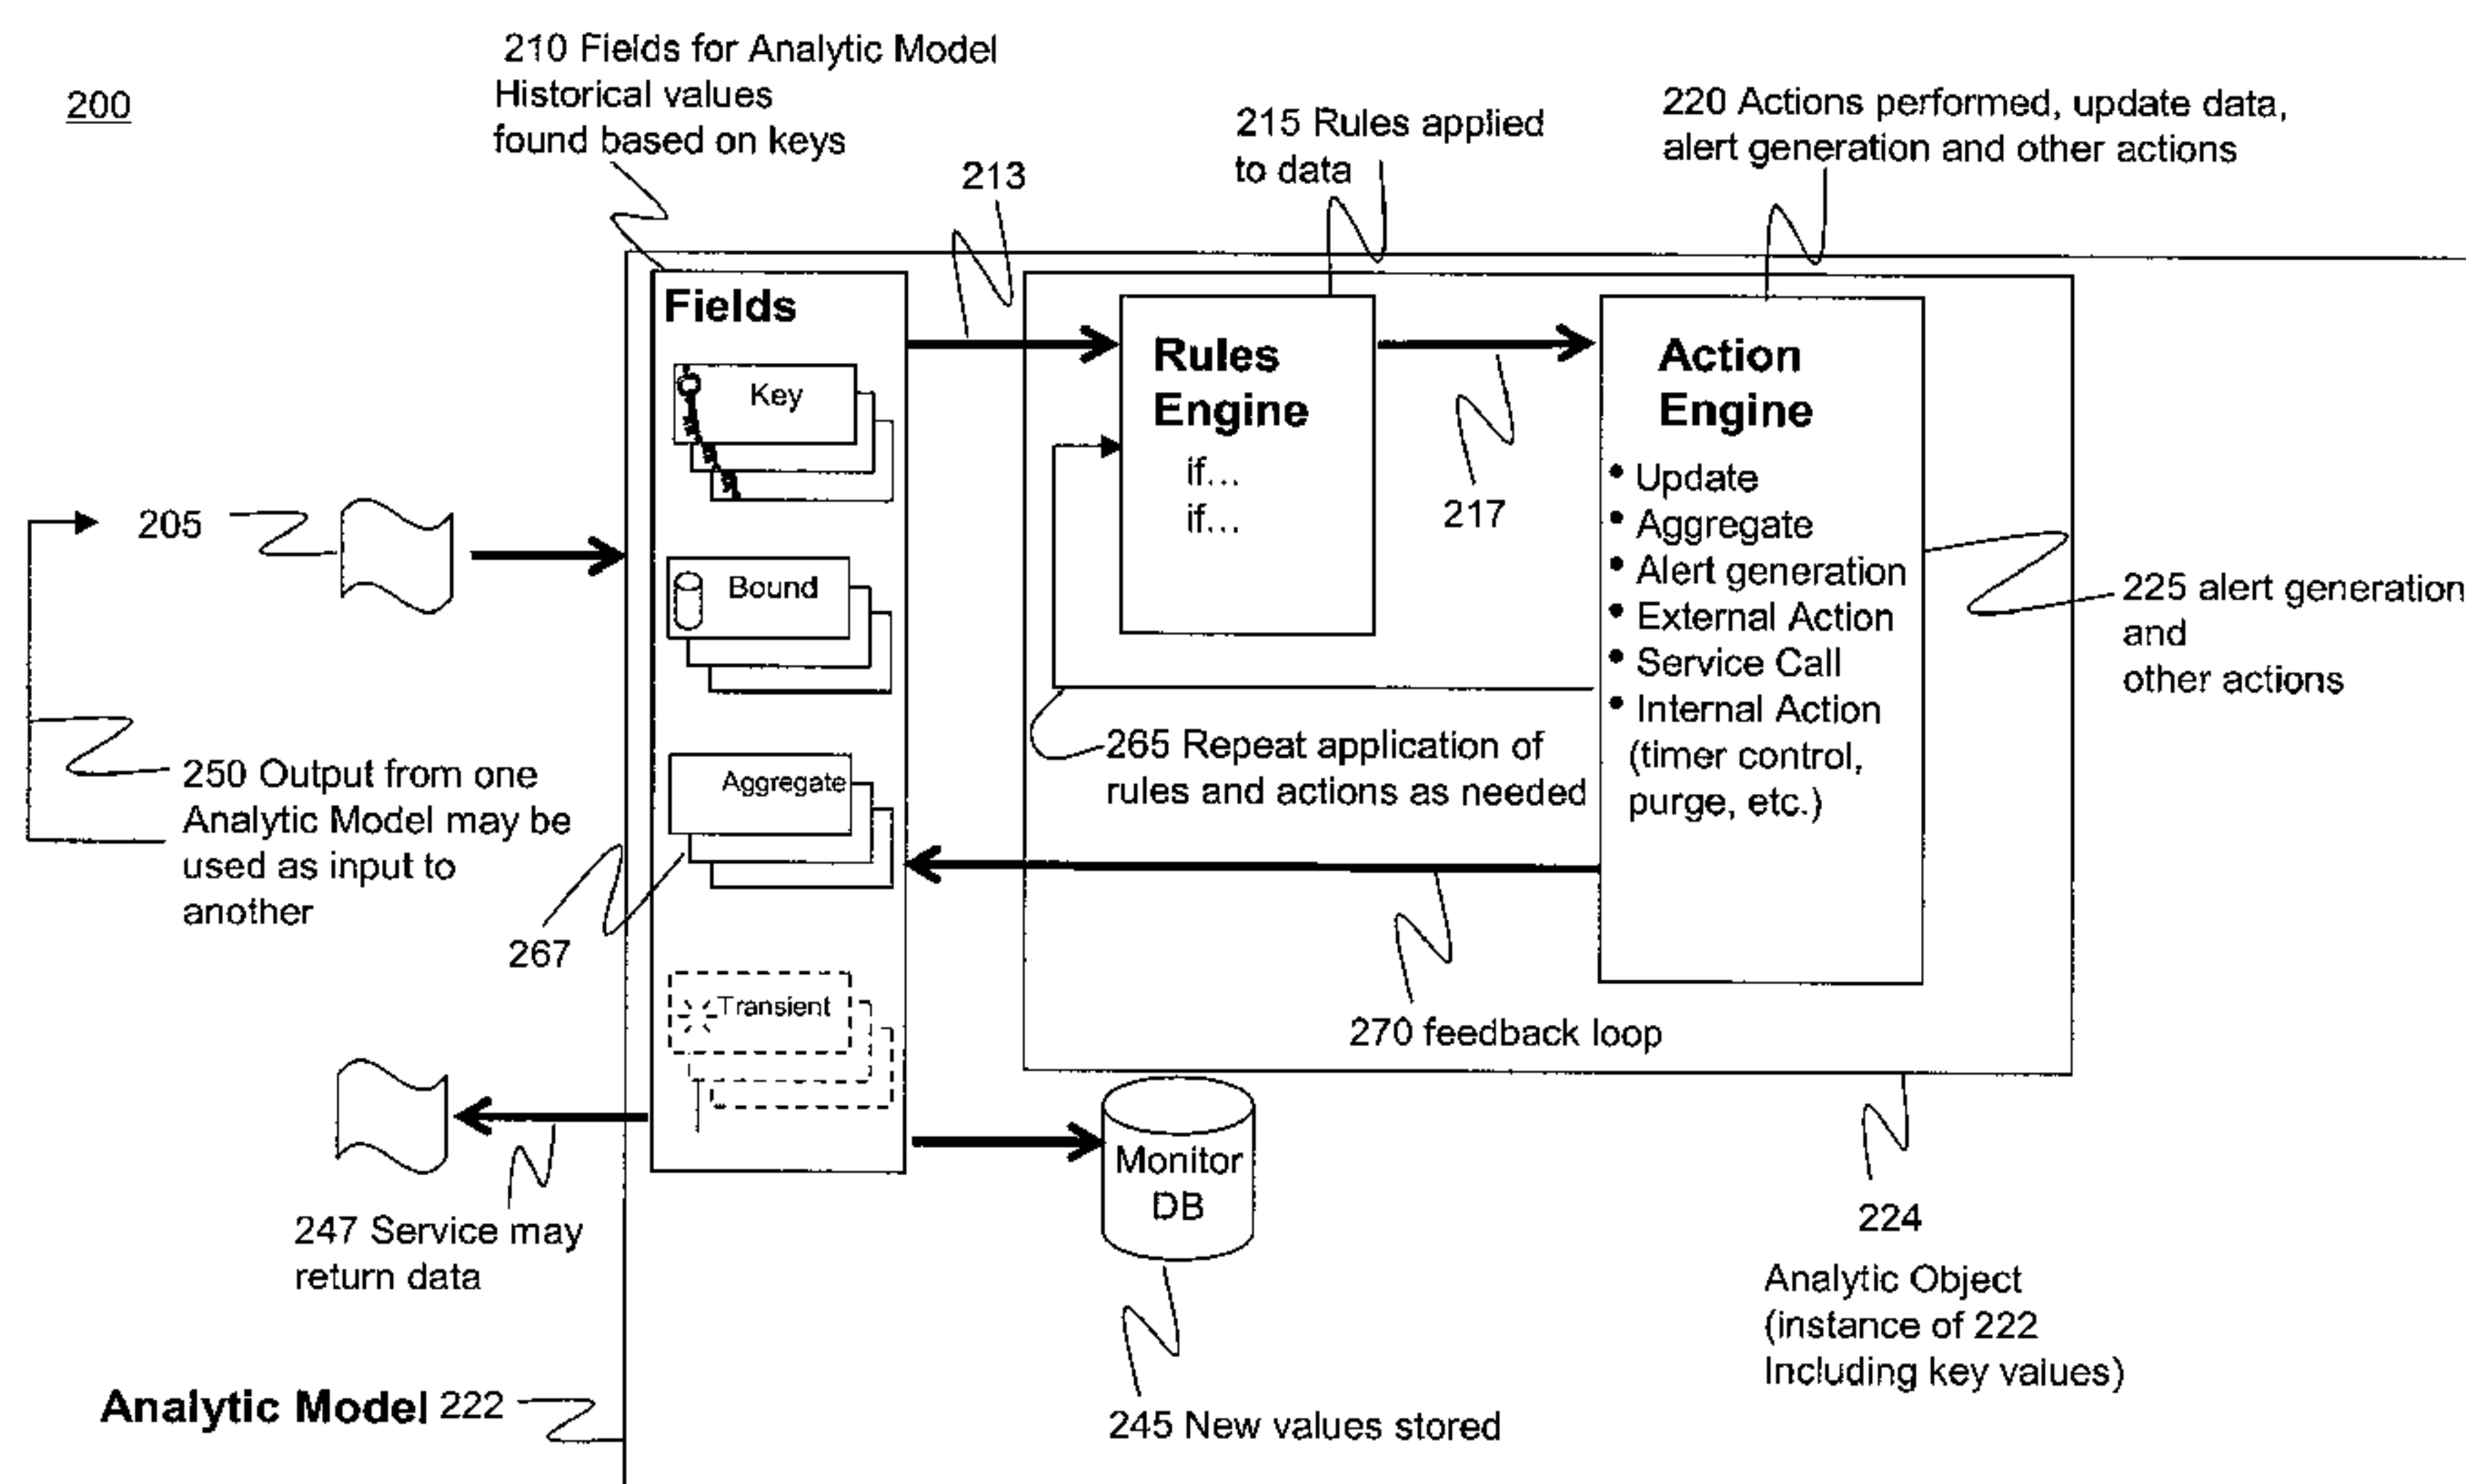 200
210 Fields for Analytic Model
Historical values
found based on keys
213
215 Rules applied
to data
220 Actions performed, update data,
alert generation and other actions
Fields
Key
Bound
Aggregate
Transient
Rules
Engine
if...
if...
217
Action
Engine
• Update
• Aggregate
• Alert generation
• External Action
• Service Call
• Internal Action
(timer control,
purge, etc.)
225 alert generation
and
other actions
205
250 Output from one
Analytic Model may be
used as input to
another
267
265 Repeat application of
rules and actions as needed
270 feedback loop
247 Service may
return data
Monitor
DB
245 New values stored
224
Analytic Object
(instance of 222
Including key values)
Analytic Model 222